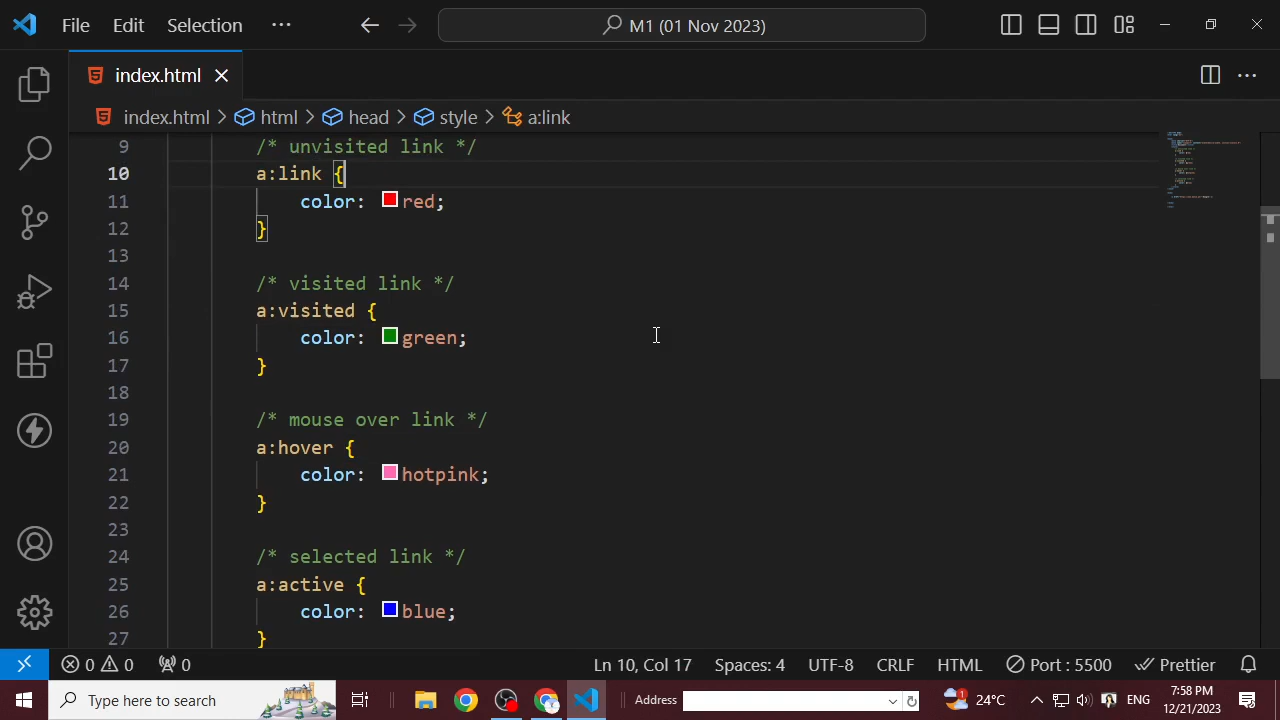 File Edit Selection ···
M1 (01 Nov 2023)
index.html
index.html > html > head > style > a:link
9 /* unvisited link */
10 a:link {
11 color: red;
12 }
13
14 /* visited link */
15 a:visited {
16 color: green;
17 }
18
19 /* mouse over link */
20 a:hover {
21 color: hotpink;
22 }
23
24 /* selected link */
25 a:active {
26 color: blue;
27 }
0 0 0 Ln 10, Col 17 Spaces: 4 UTF-8 CRLF HTML Port : 5500 Prettier
Type here to search Address 24°C ENG 7:58 PM
12/21/2023